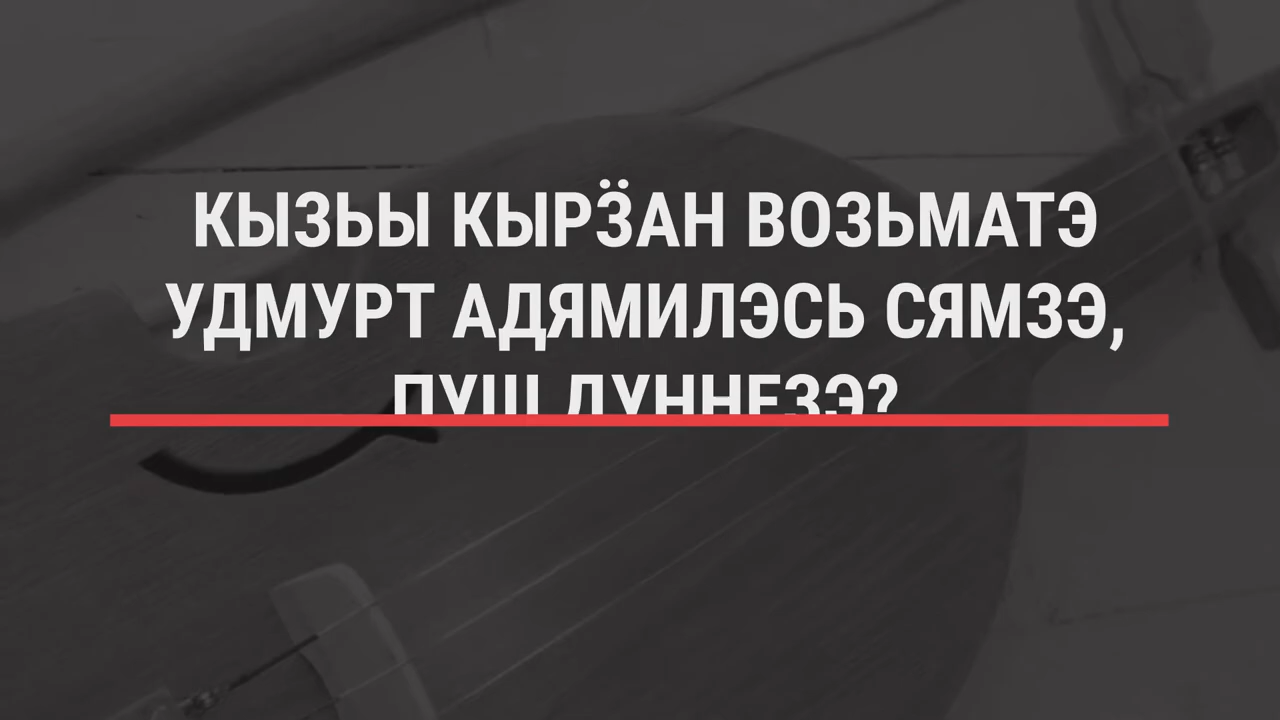 КЫЗЬЫ КЫРӞАН ВОЗЬМАТЭ
УДМУРТ АДЯМИЛЭСЬ СЯМЗЭ,
ПУШ ДУННЕЗЭ?